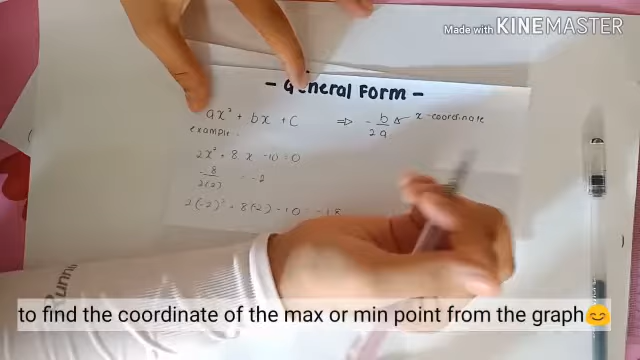 Made with KINEMASTER
- General Form -
ax² + bx + c ⇒ - b/2a x-coordinate
example :
2x² + 8x - 10 = 0
- 8/2(2) = -2
2(-2)² + 8(-2) - 10 = -18
unning
to find the coordinate of the max or min point from the graph😊